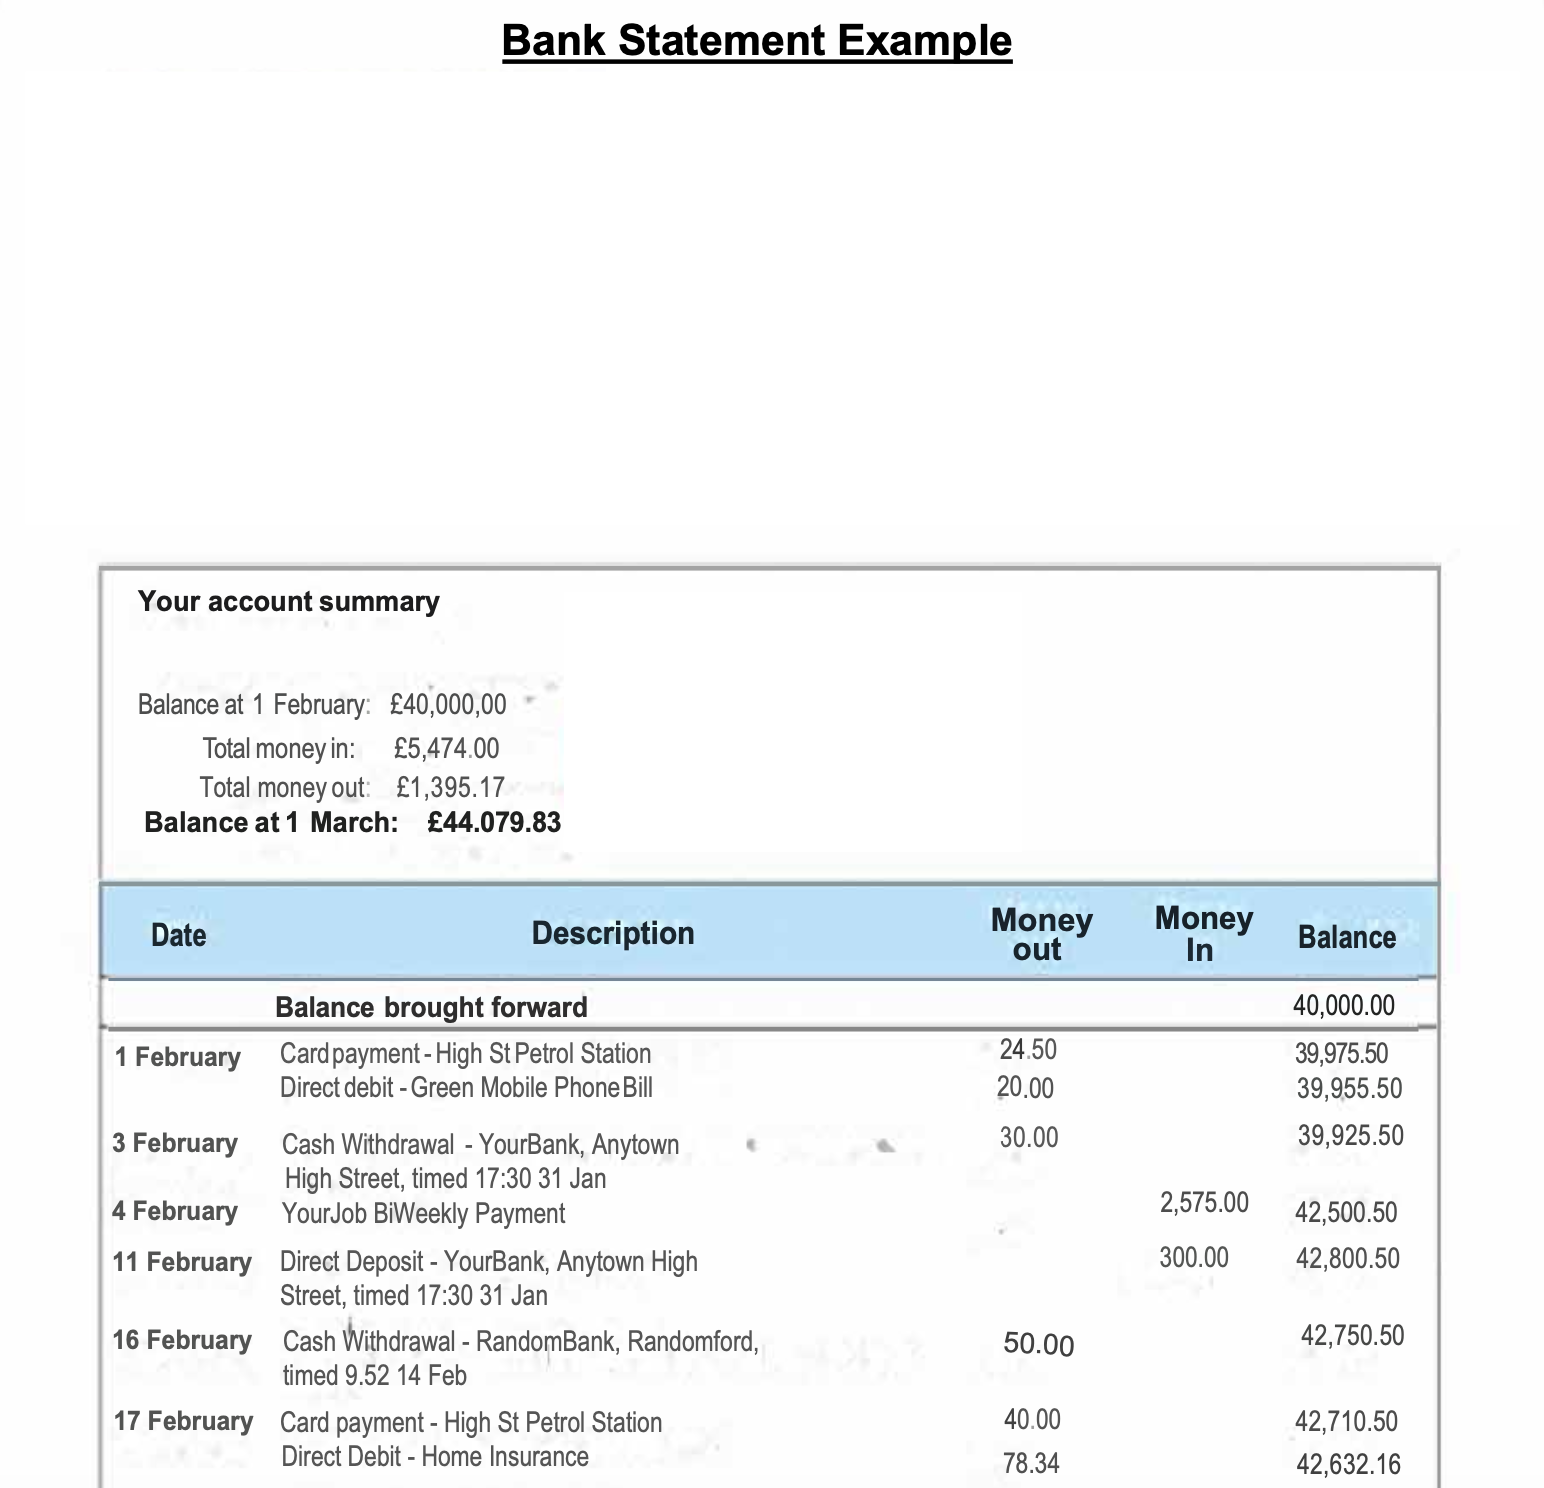 Bank Statement Example
Your account summary
Balance at 1 February: £40,000,00
Total money in: £5,474.00
Total money out: £1,395.17
Balance at 1 March: £44.079.83
Date Description Money out Money In Balance
Balance brought forward 40,000.00
1 February Card payment - High St Petrol Station 24.50 39,975.50
Direct debit - Green Mobile Phone Bill 20.00 39,955.50
3 February Cash Withdrawal - YourBank, Anytown 30.00 39,925.50
High Street, timed 17:30 31 Jan
4 February YourJob BiWeekly Payment 2,575.00 42,500.50
11 February Direct Deposit - YourBank, Anytown High 300.00 42,800.50
Street, timed 17:30 31 Jan
16 February Cash Withdrawal - RandomBank, Randomford, 50.00 42,750.50
timed 9.52 14 Feb
17 February Card payment - High St Petrol Station 40.00 42,710.50
Direct Debit - Home Insurance 78.34 42,632.16